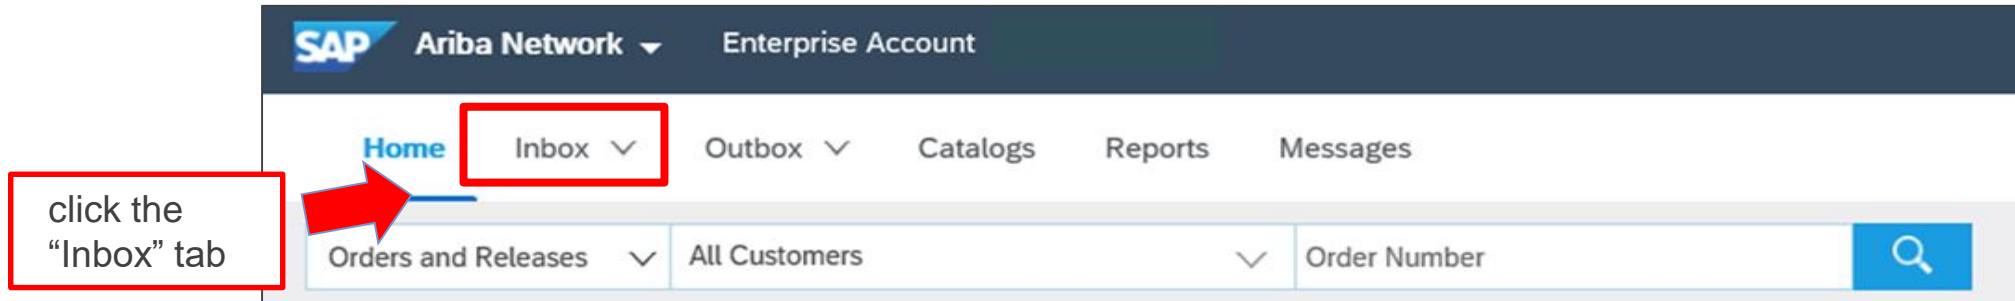 SAP Ariba Network Enterprise Account
Home Inbox Outbox Catalogs Reports Messages
click the
“Inbox” tab
Orders and Releases All Customers Order Number